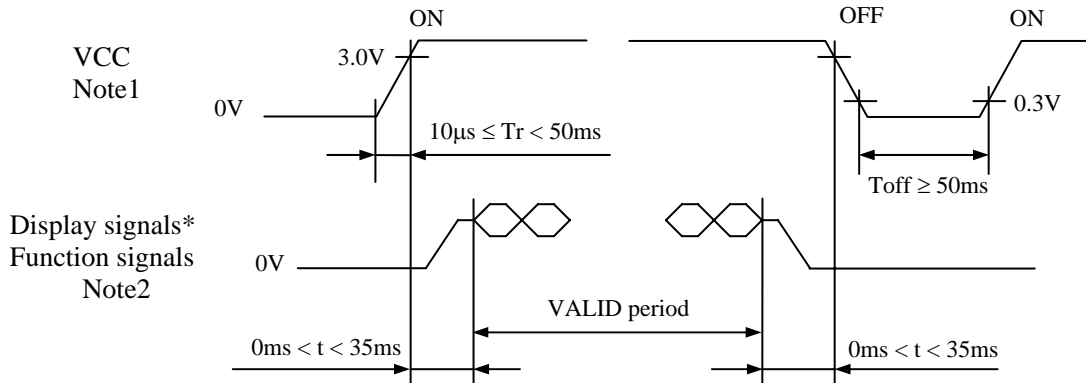 ON
OFF
ON
VCC
Note1
3.0V
0V
0.3V
10μs ≤ Tr < 50ms
Toff ≥ 50ms
Display signals*
Function signals
Note2
0V
VALID period
0ms < t < 35ms
0ms < t < 35ms